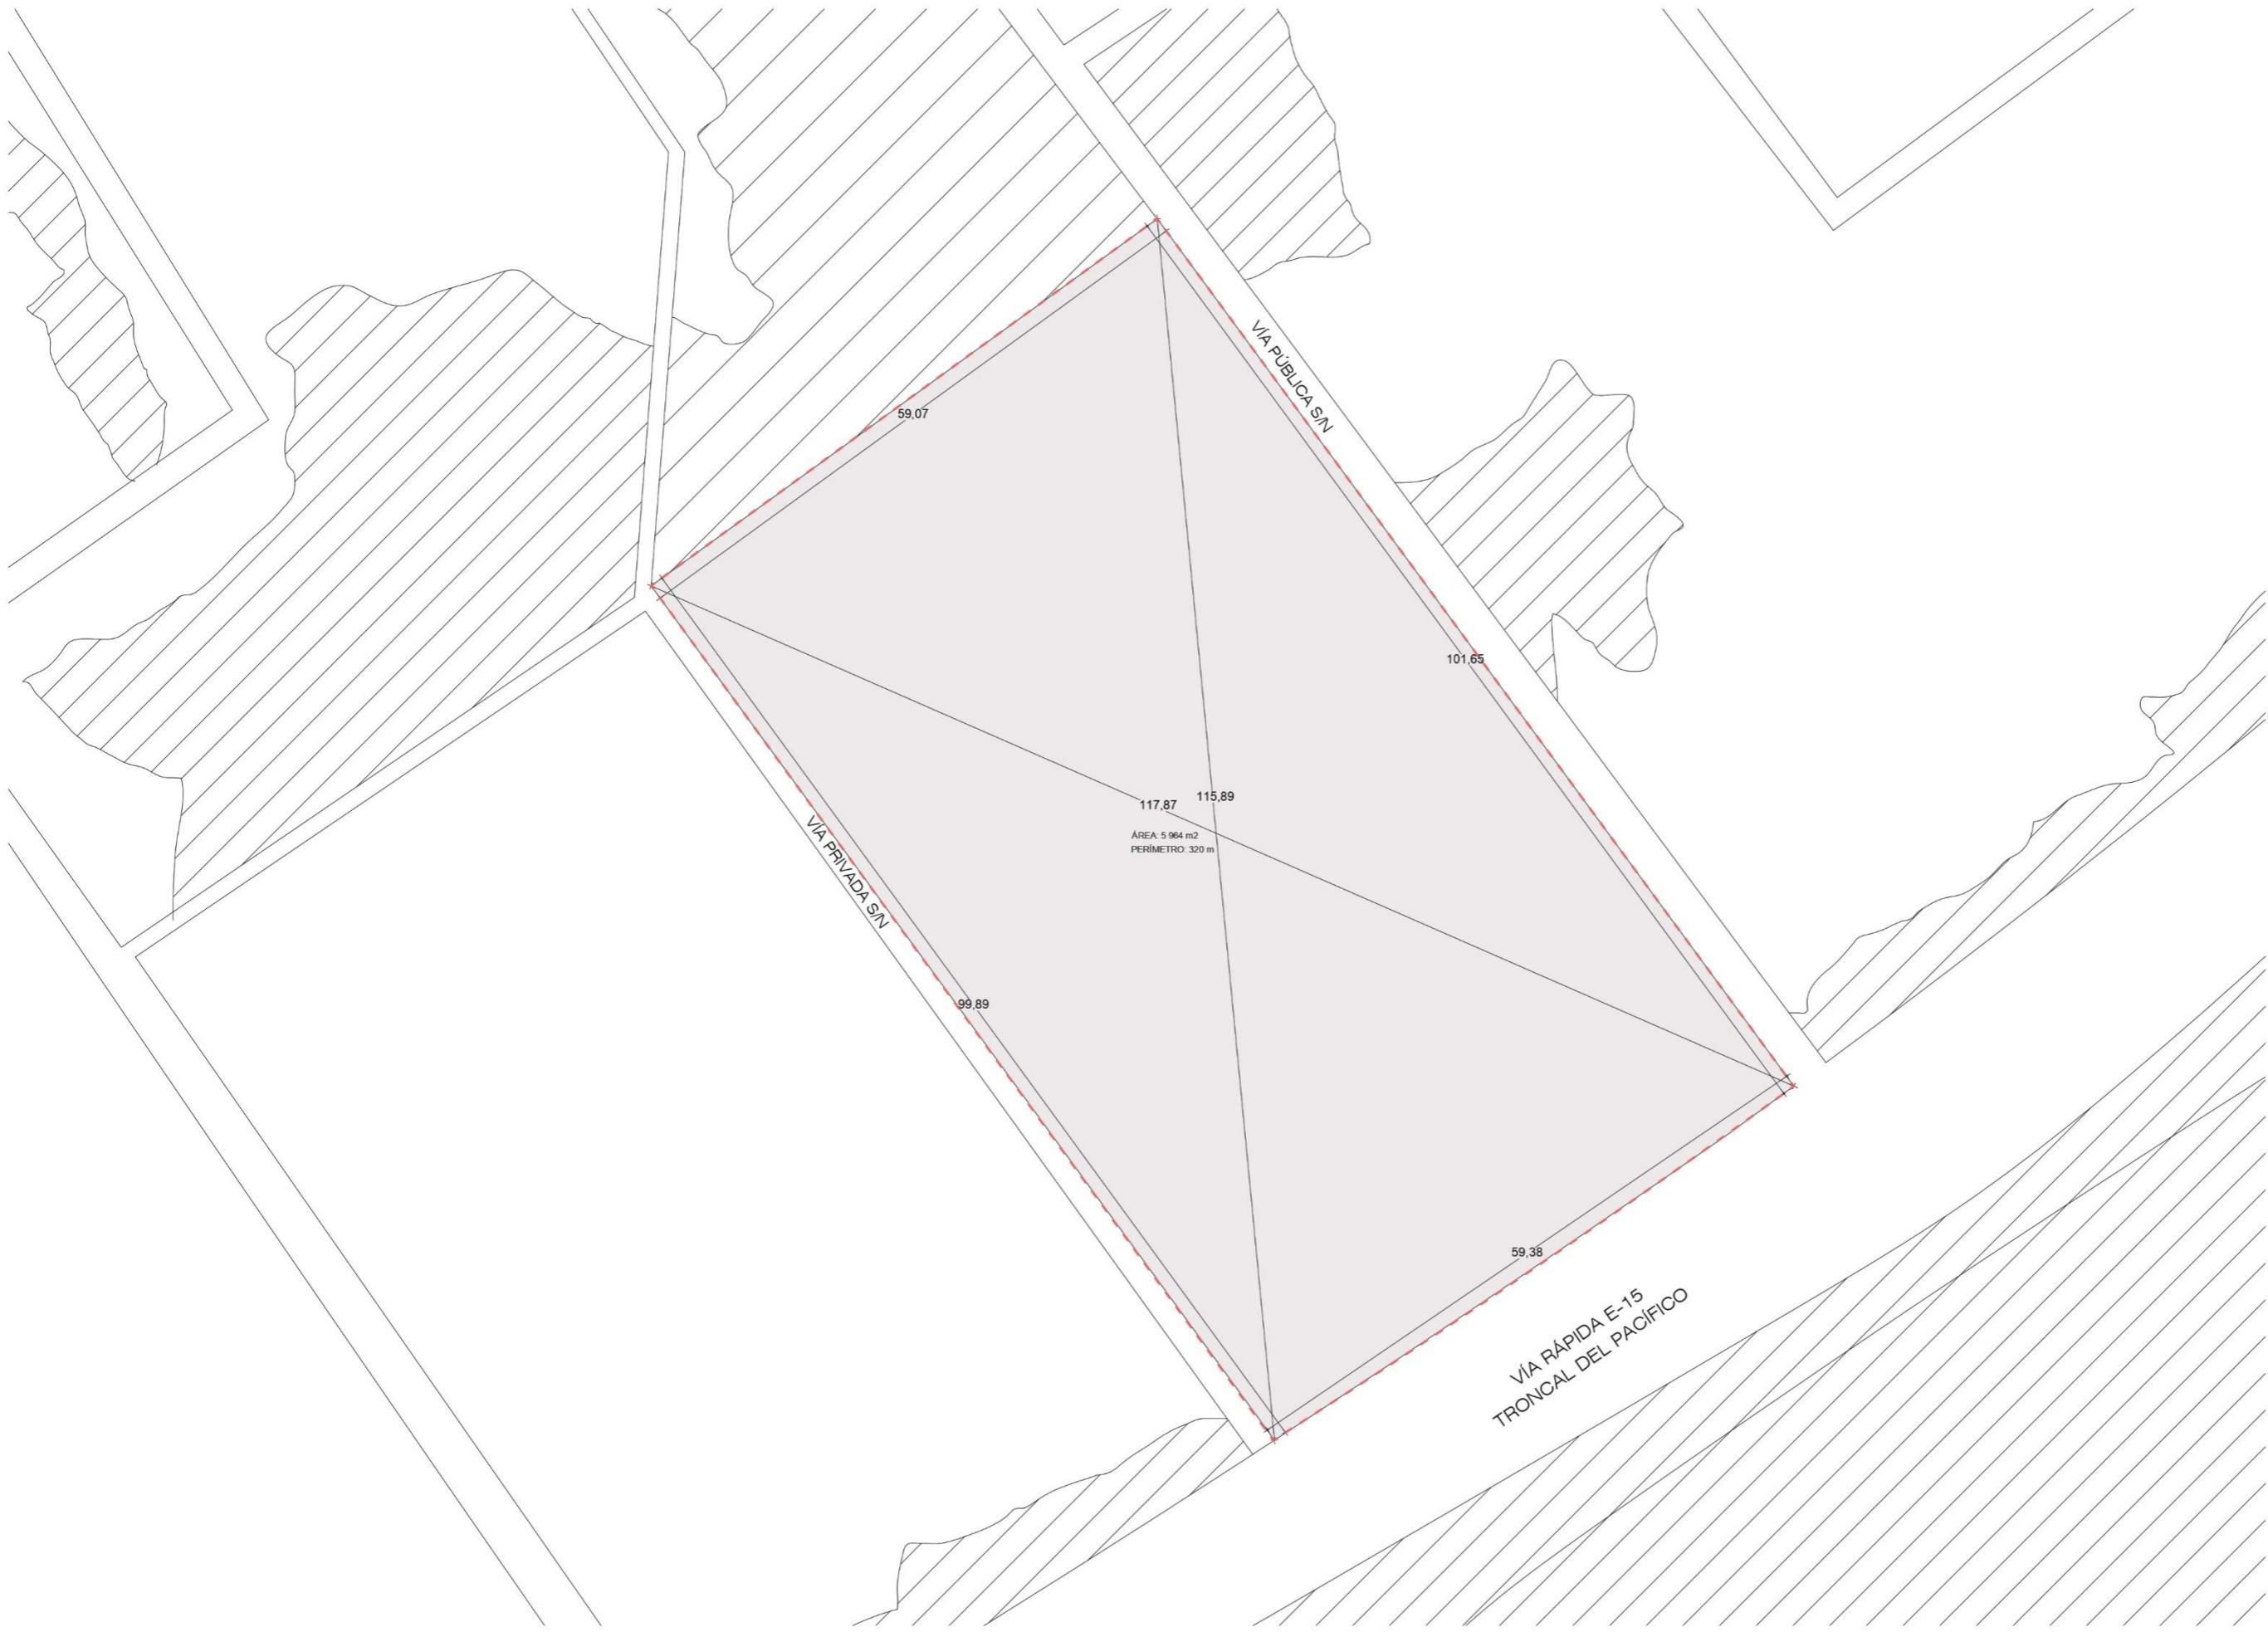 59,07
VÍA PÚBLICA S/N
101,65
117,87
115,89
ÁREA: 5 964 m2
PERÍMETRO: 320 m
VÍA PRIVADA S/N
99,89
59,38
VÍA RÁPIDA E-15
TRONCAL DEL PACÍFICO